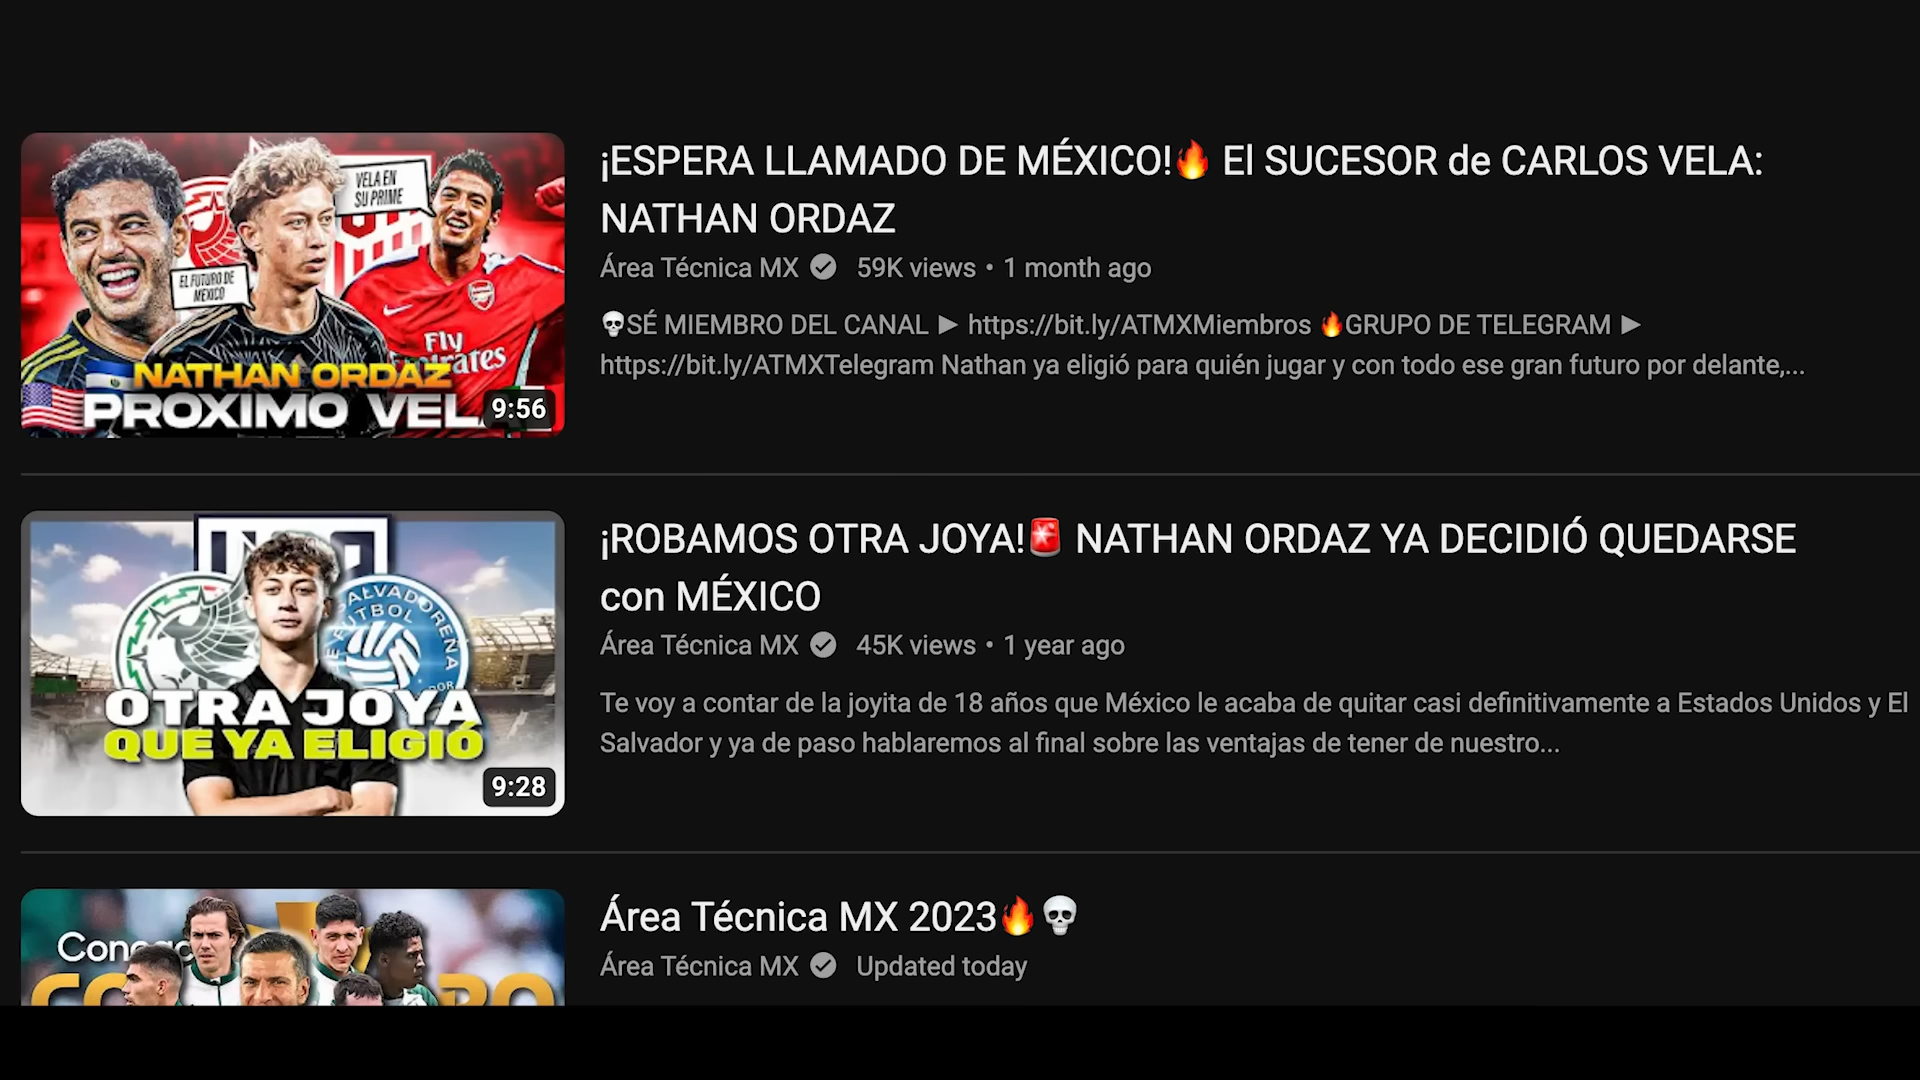 VELA EN
SU PRIME
EL FUTURO DE
MEXICO
Fly
Emirates
NATHAN ORDAZ
PROXIMO VELA
9:56
¡ESPERA LLAMADO DE MÉXICO!🔥 El SUCESOR de CARLOS VELA:
NATHAN ORDAZ
Área Técnica MX 59K views • 1 month ago
💀SÉ MIEMBRO DEL CANAL ► https://bit.ly/ATMXMiembros 🔥GRUPO DE TELEGRAM ►
https://bit.ly/ATMXTelegram Nathan ya eligió para quién jugar y con todo ese gran futuro por delante,...
SALVADOREÑA
FUTBOL
OTRA JOYA
QUE YA ELIGIÓ
9:28
¡ROBAMOS OTRA JOYA!🚨 NATHAN ORDAZ YA DECIDIÓ QUEDARSE
con MÉXICO
Área Técnica MX 45K views • 1 year ago
Te voy a contar de la joyita de 18 años que México le acaba de quitar casi definitivamente a Estados Unidos y El
Salvador y ya de paso hablaremos al final sobre las ventajas de tener de nuestro...
Área Técnica MX 2023🔥💀
Área Técnica MX Updated today